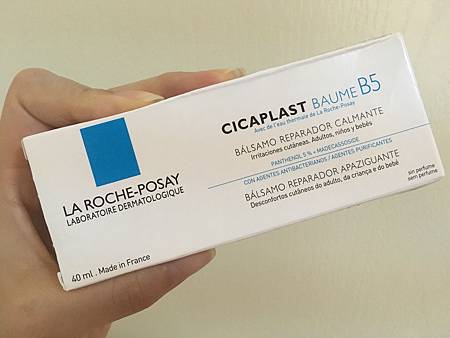 CICAPLAST BAUME B5
Avec de l'eau thermale de La Roche-Posay
BÁLSAMO REPARADOR CALMANTE
Irritaciones cutáneas. Adultos, niños y bebés
PANTHENOL 5% + MADECASSOSIDE
CON AGENTES ANTIBACTERIANOS / AGENTES PURIFICANTES
BÁLSAMO REPARADOR APAZIGUANTE
Desconfortos cutâneos do adulto, da criança e do bebé
sin perfume
sem perfume
LA ROCHE-POSAY
LABORATOIRE DERMATOLOGIQUE
40 ml . Made in France